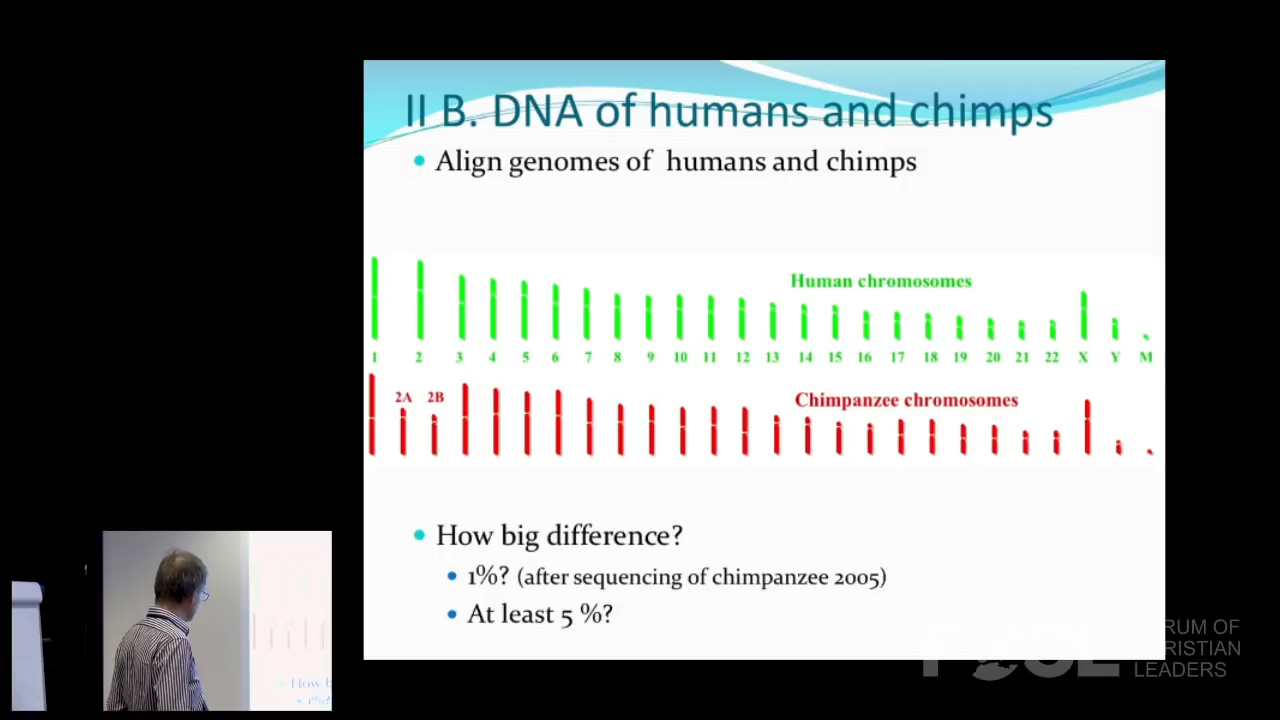 II B. DNA of humans and chimps
Align genomes of humans and chimps
Human chromosomes
1 2 3 4 5 6 7 8 9 10 11 12 13 14 15 16 17 18 19 20 21 22 X Y M
2A 2B
Chimpanzee chromosomes
How big difference?
1%? (after sequencing of chimpanzee 2005)
At least 5 %?
RUM OF
RISTIAN
LEADERS